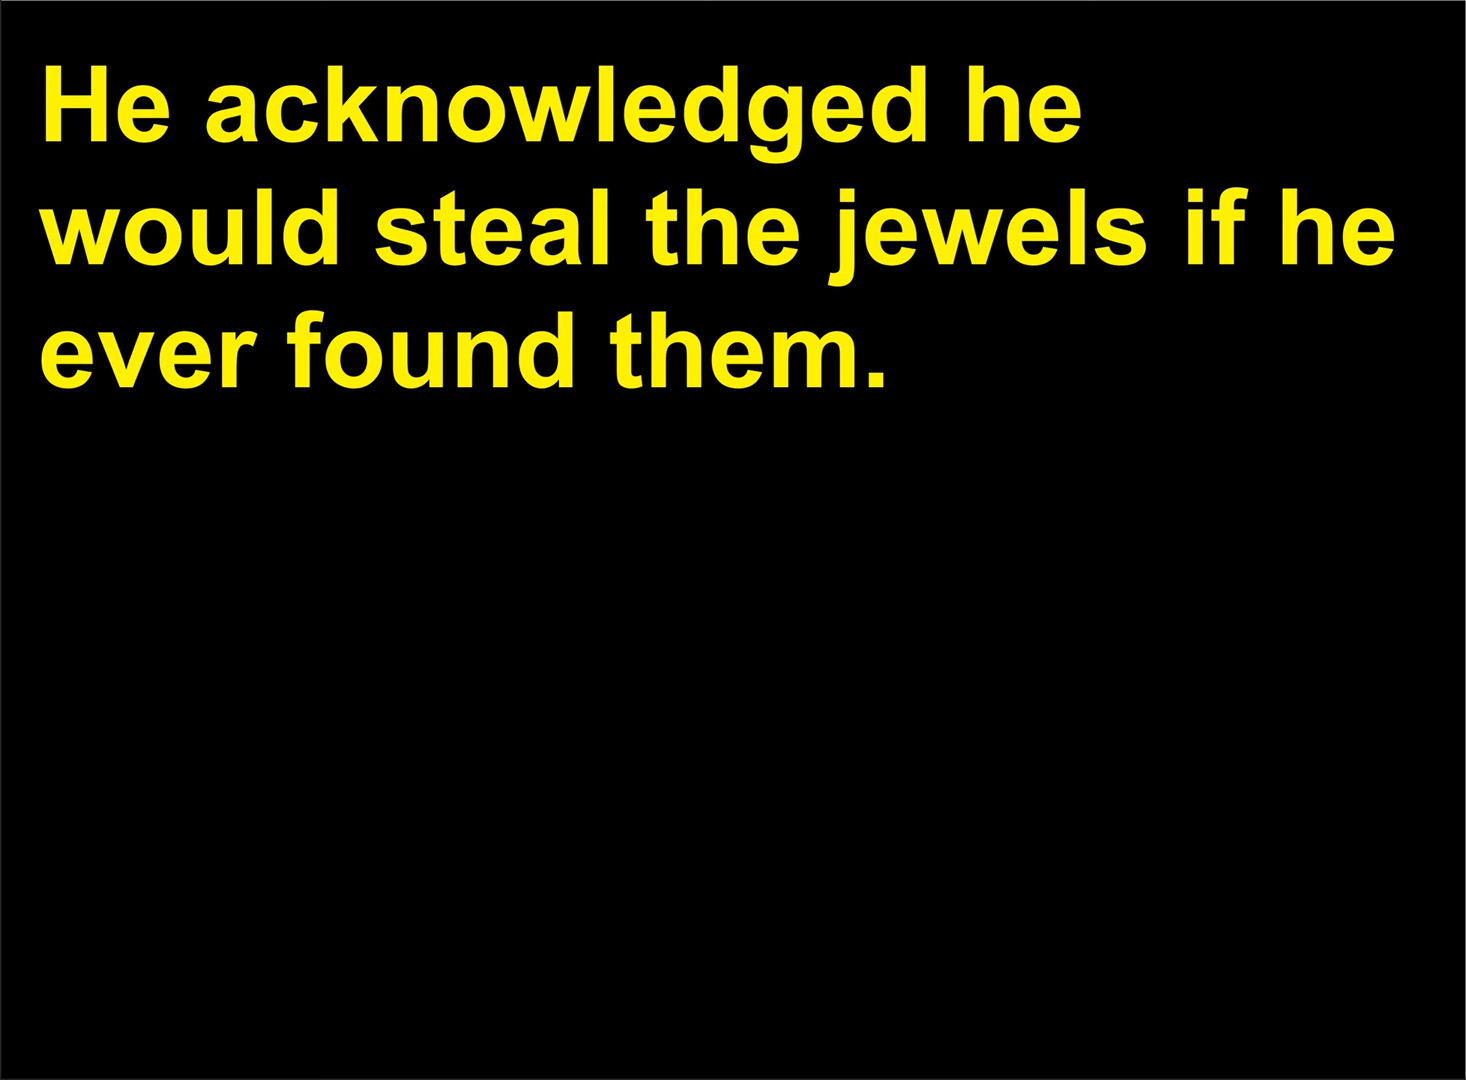 He acknowledged he
would steal the jewels if he
ever found them.